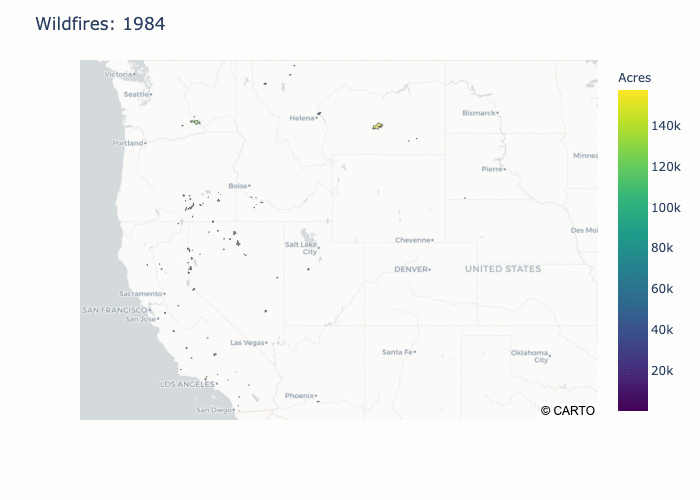 Wildfires: 1984
Acres
140k
120k
100k
80k
60k
40k
20k
Victoria
Seattle
Portland
Helena
Bismarck
Pierre
Minnea
Boise
Des Moi
Salt Lake
City
Cheyenne
DENVER
UNITED STATES
Sacramento
SAN FRANCISCO
San Jose
Las Vegas
Santa Fe
Oklahoma
City
LOS ANGELES
Phoenix
San Diego
© CARTO